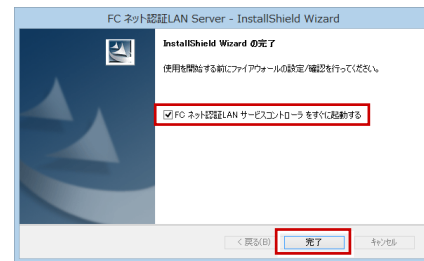 FC ネット認証LAN Server - InstallShield Wizard
InstallShield Wizard の完了
使用を開始する前にファイアウォールの設定/確認を行ってください。
FC ネット認証LAN サービスコントローラ をすぐに起動する
< 戻る(B)
完了
キャンセル